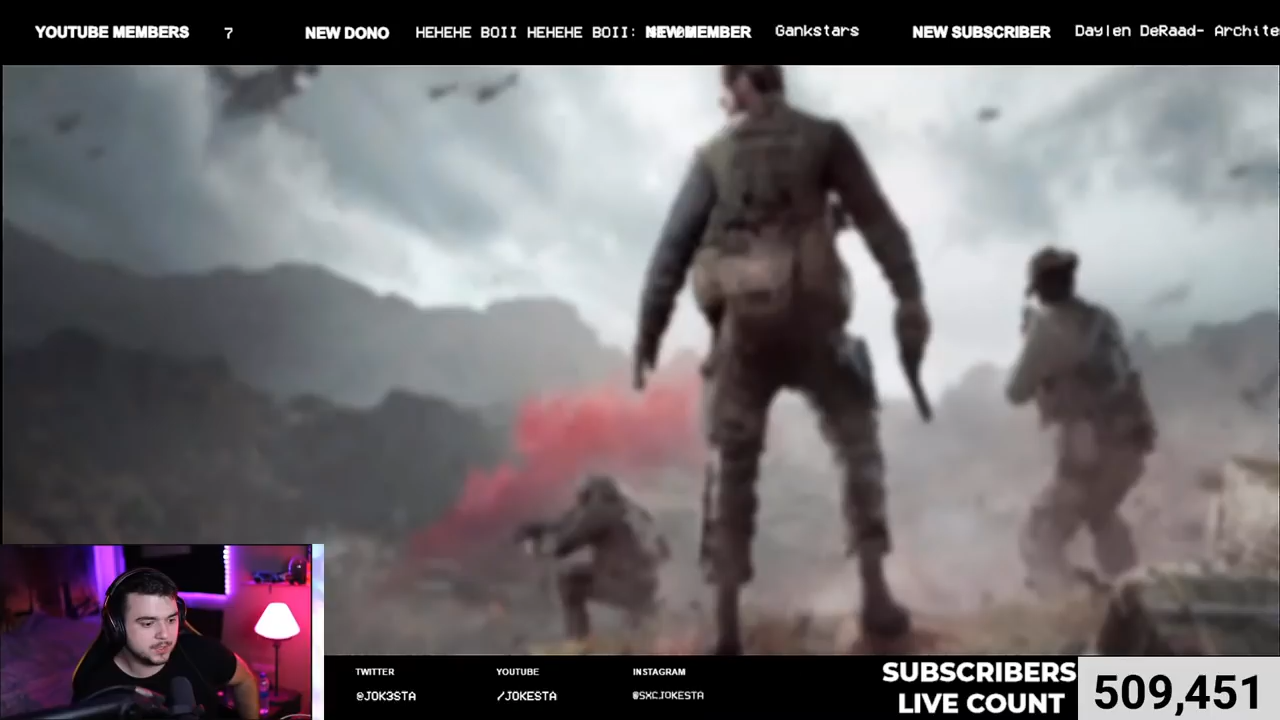 YOUTUBE MEMBERS 7 NEW DONO HEHEHE BOII HEHEHE BOII: NEW MEMBER Gankstars NEW SUBSCRIBER Daylen DeRaad- Archite
TWITTER YOUTUBE INSTAGRAM
@JOK3STA /JOKESTA @SXCJOKESTA
SUBSCRIBERS
LIVE COUNT 509,451